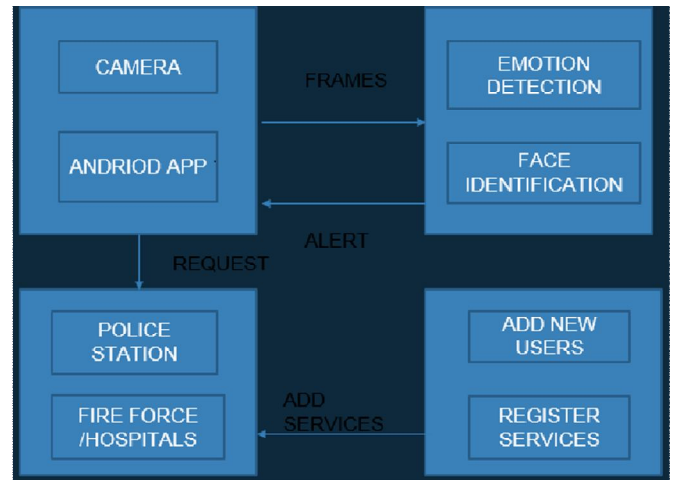 CAMERA
FRAMES
EMOTION
DETECTION
ANDRIOD APP
FACE
IDENTIFICATION
ALERT
REQUEST
POLICE
STATION
ADD NEW
USERS
FIRE FORCE
/HOSPITALS
ADD
SERVICES
REGISTER
SERVICES